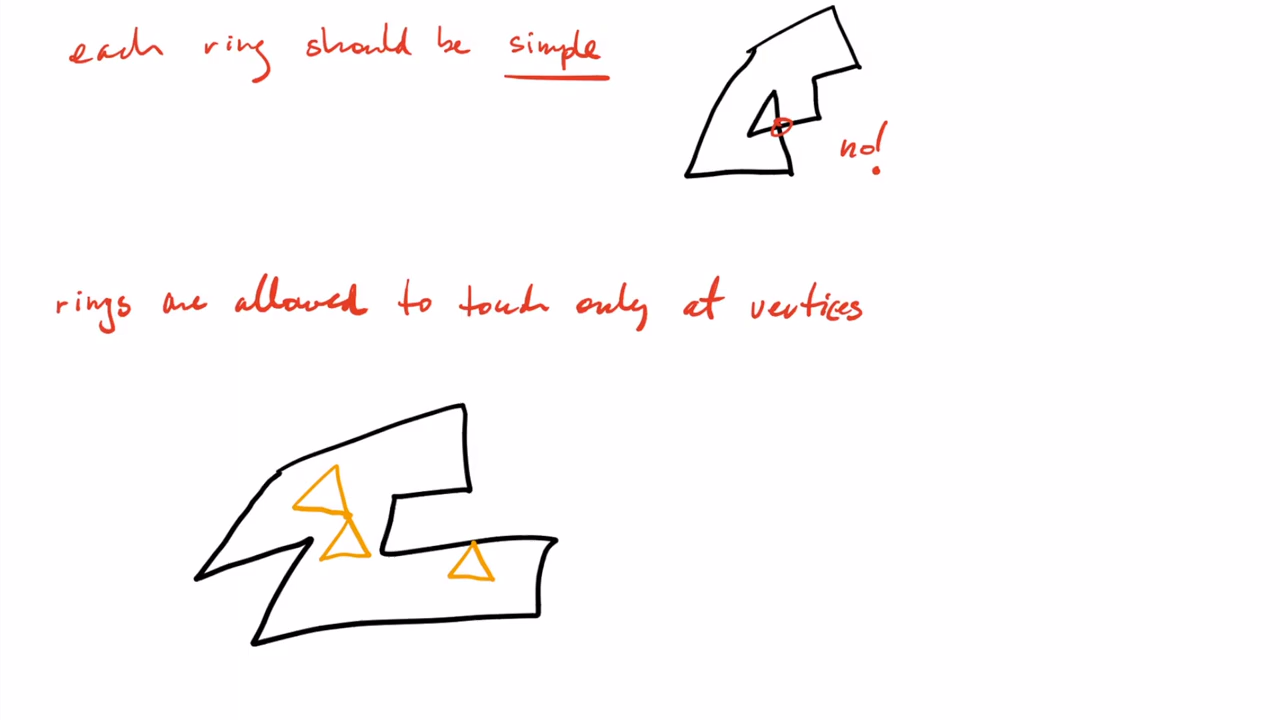 each ring should be simple
no!
rings are allowed to touch only at vertices